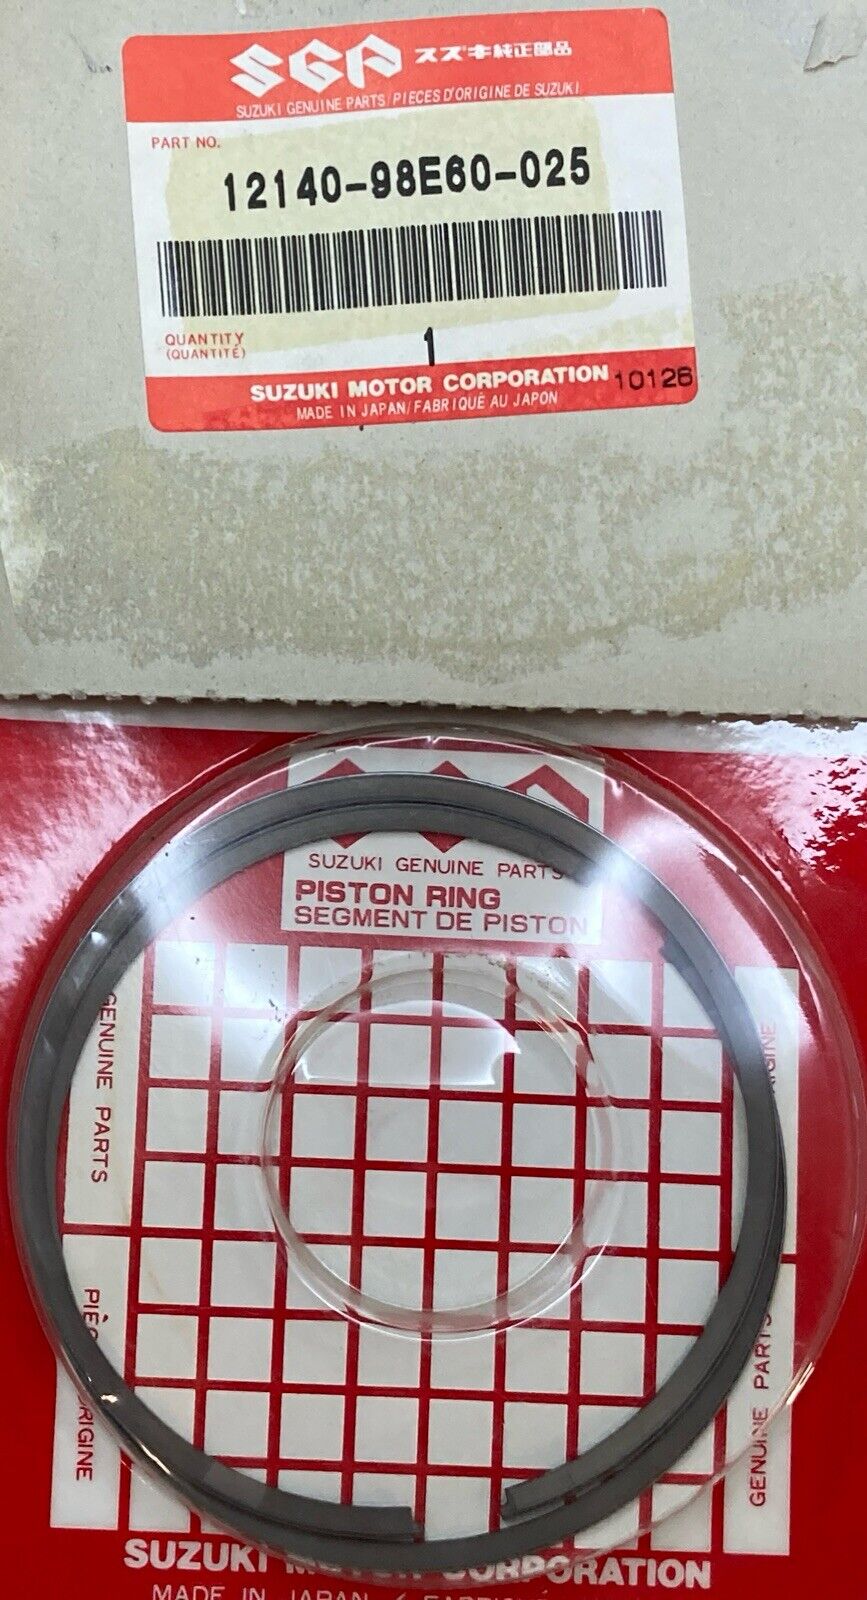 SGP スズキ純正部品
SUZUKI GENUINE PARTS/PIECES D'ORIGINE DE SUZUKI
PART NO.
12140-98E60-025
QUANTITY
(QUANTITÉ)
1
SUZUKI MOTOR CORPORATION 10126
MADE IN JAPAN/FABRIQUÉ AU JAPON
SUZUKI GENUINE PARTS
PISTON RING
SEGMENT DE PISTON
GENUINE PARTS
ORIGINE
GENUINE PARTS
SUZUKI MOTOR CORPORATION
MADE IN JAPAN /